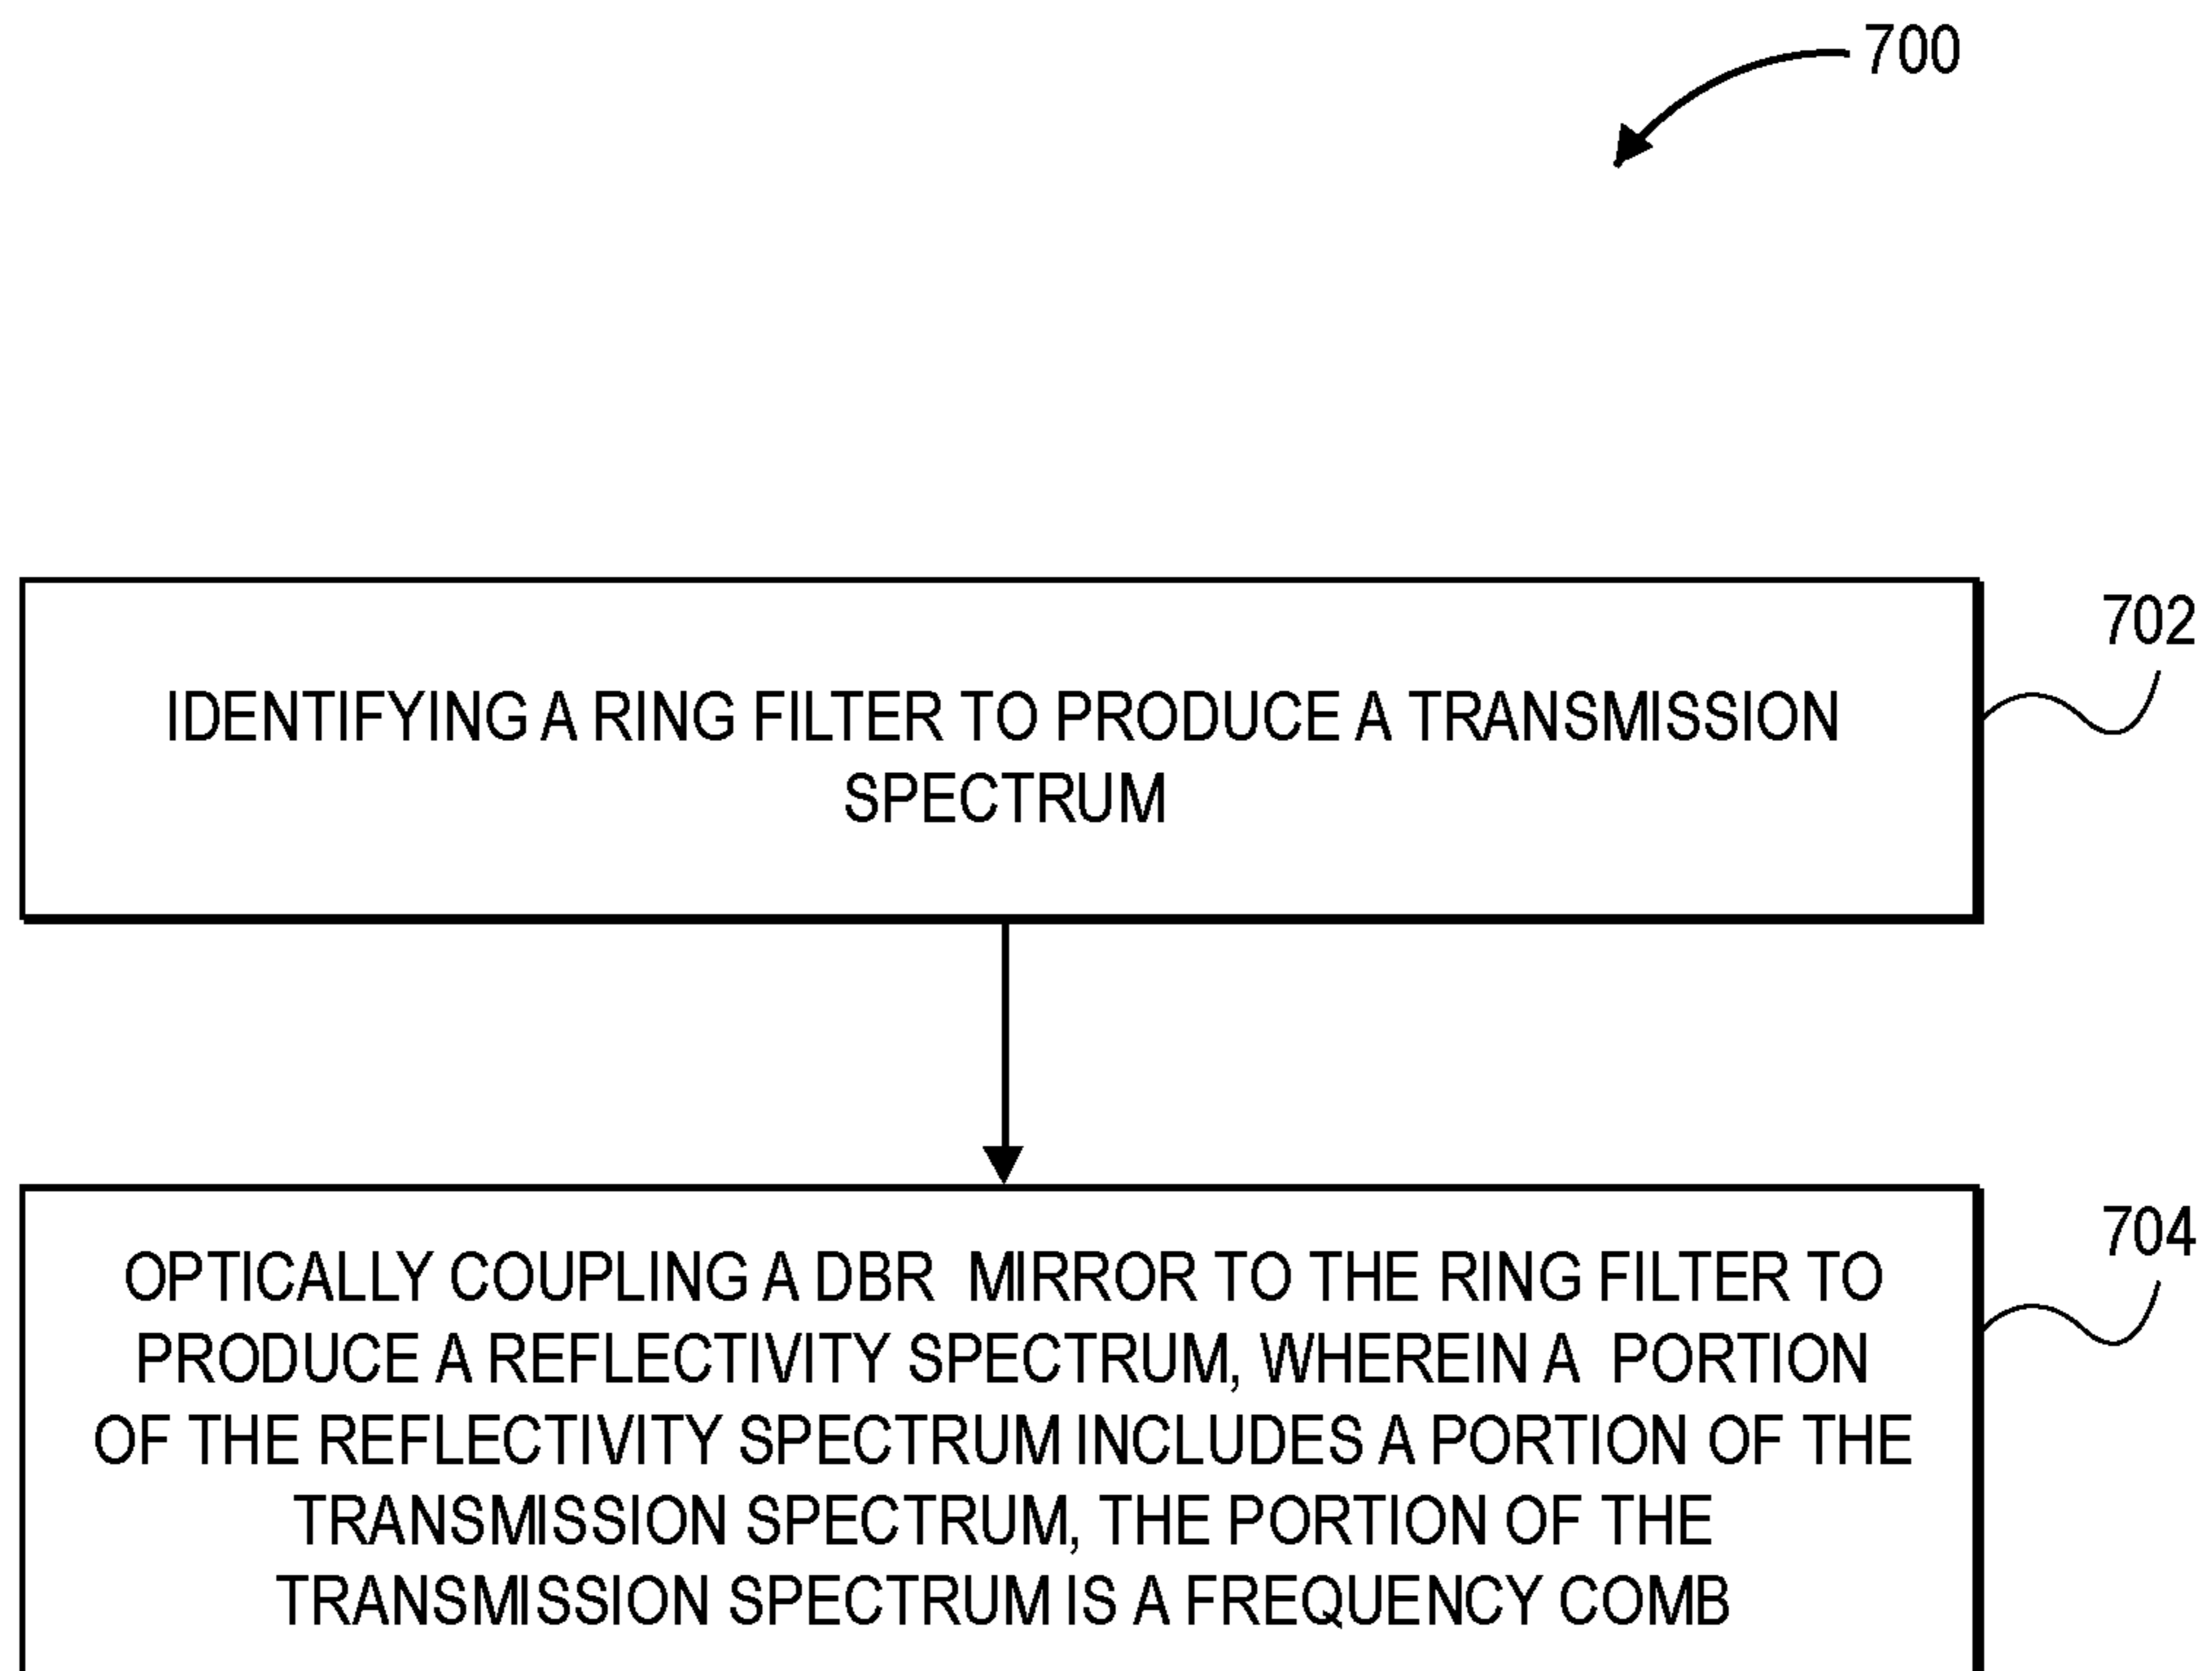 700
702
IDENTIFYING A RING FILTER TO PRODUCE A TRANSMISSION
SPECTRUM
704
OPTICALLY COUPLING A DBR MIRROR TO THE RING FILTER TO
PRODUCE A REFLECTIVITY SPECTRUM, WHEREIN A PORTION
OF THE REFLECTIVITY SPECTRUM INCLUDES A PORTION OF THE
TRANSMISSION SPECTRUM, THE PORTION OF THE
TRANSMISSION SPECTRUM IS A FREQUENCY COMB